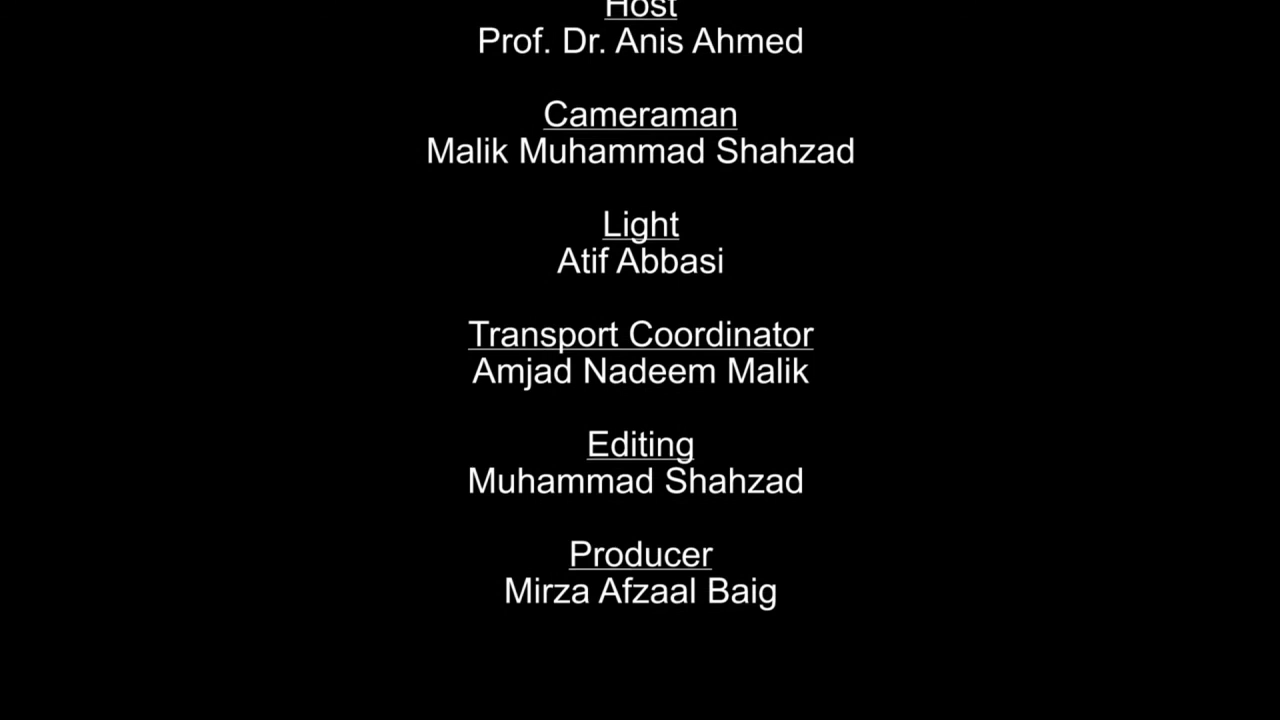 Host
Prof. Dr. Anis Ahmed
Cameraman
Malik Muhammad Shahzad
Light
Atif Abbasi
Transport Coordinator
Amjad Nadeem Malik
Editing
Muhammad Shahzad
Producer
Mirza Afzaal Baig